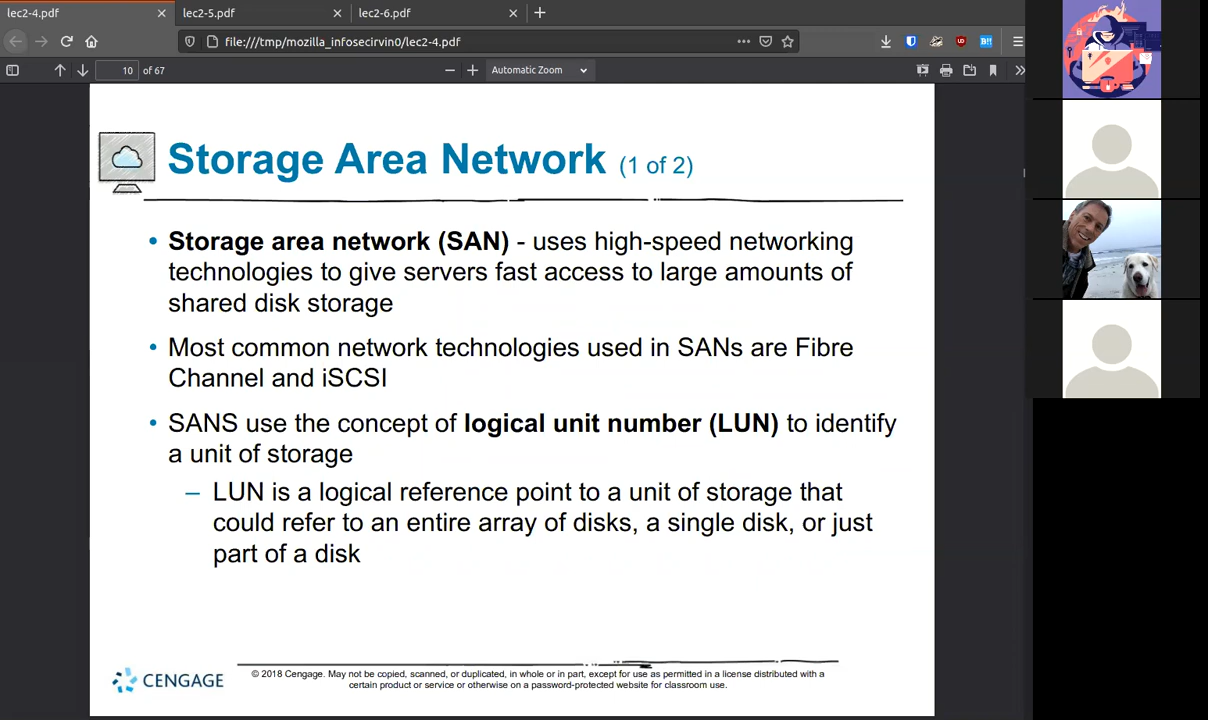 lec2-4.pdf
lec2-5.pdf
lec2-6.pdf
file:///tmp/mozilla_infosecirvin0/lec2-4.pdf
10 of 67
Automatic Zoom
Storage Area Network (1 of 2)
• Storage area network (SAN) - uses high-speed networking
technologies to give servers fast access to large amounts of
shared disk storage
• Most common network technologies used in SANs are Fibre
Channel and iSCSI
• SANS use the concept of logical unit number (LUN) to identify
a unit of storage
– LUN is a logical reference point to a unit of storage that
could refer to an entire array of disks, a single disk, or just
part of a disk
CENGAGE
© 2018 Cengage. May not be copied, scanned, or duplicated, in whole or in part, except for use as permitted in a license distributed with a
certain product or service or otherwise on a password-protected website for classroom use.